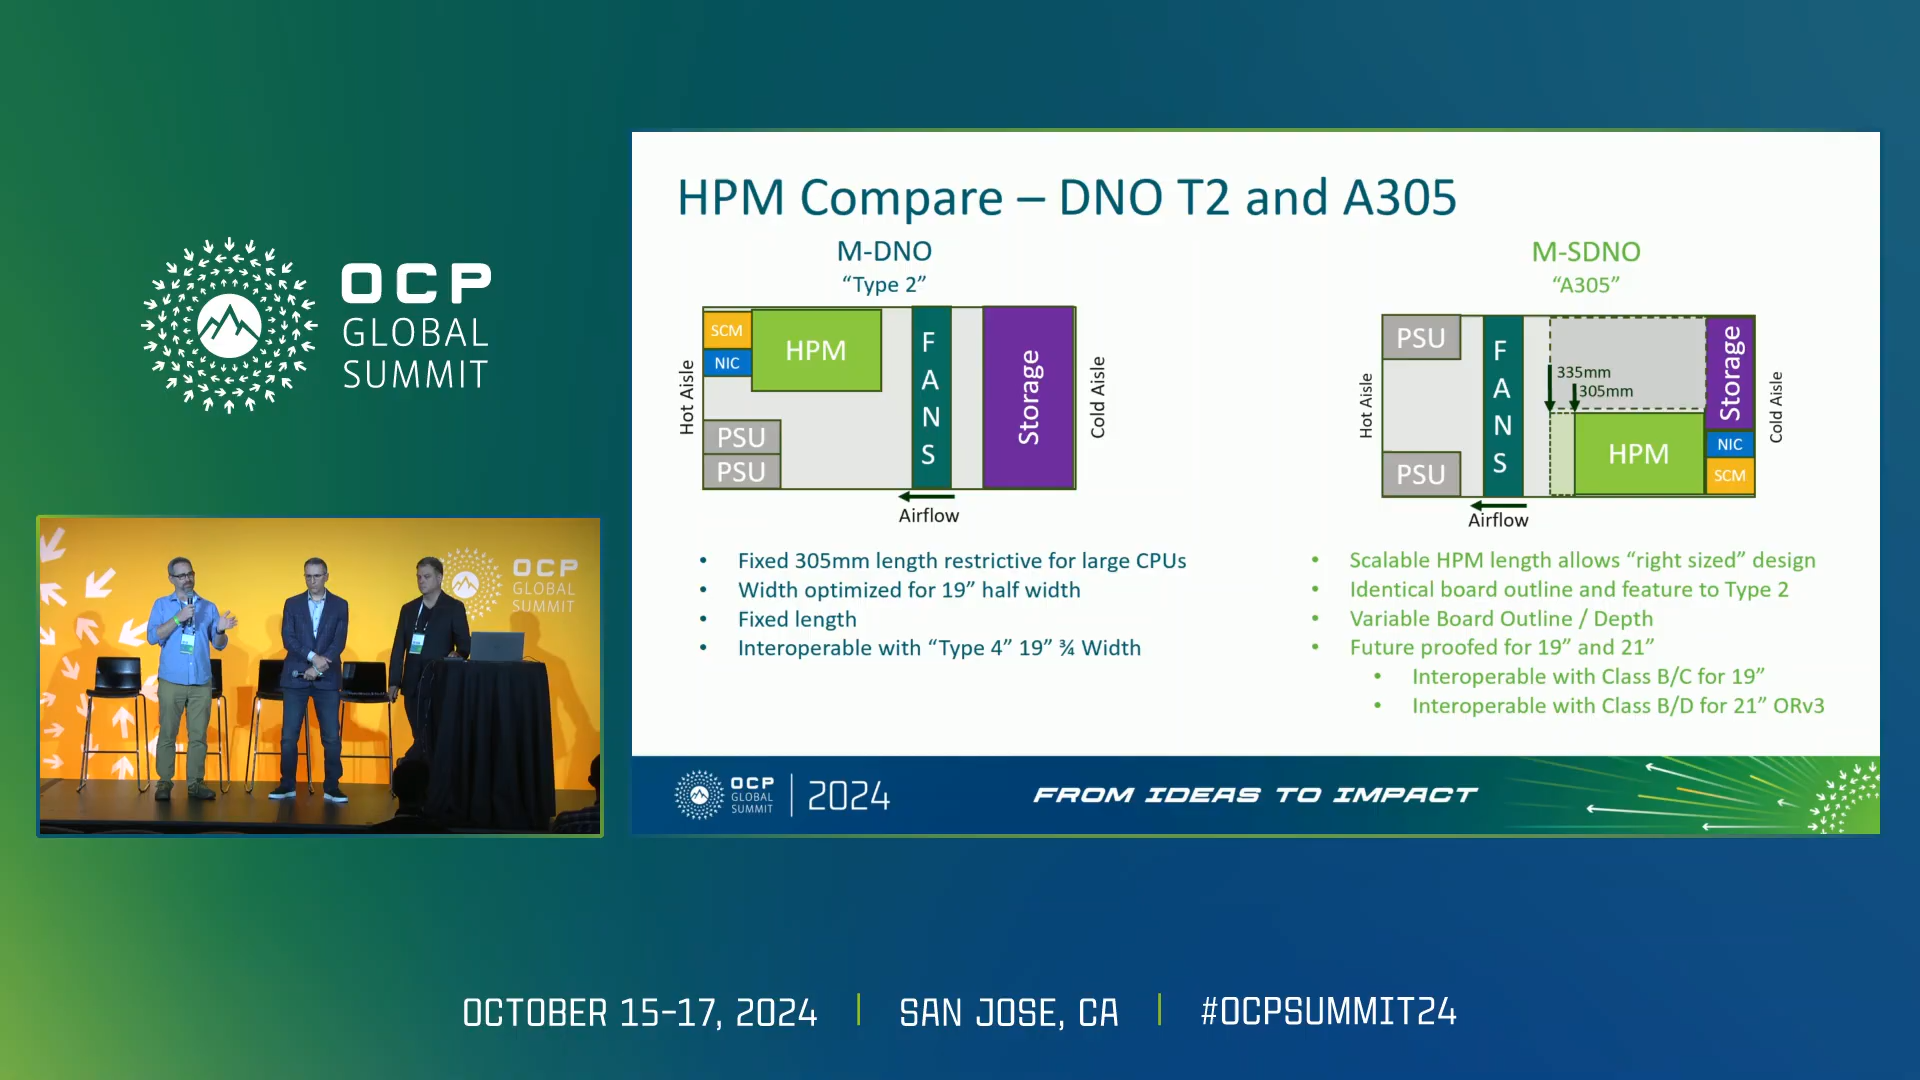 OCP
GLOBAL
SUMMIT
OCP
GLOBAL
SUMMIT
HPM Compare – DNO T2 and A305
M-DNO
“Type 2”
SCM
NIC
HPM
PSU
PSU
FANS
Storage
Hot Aisle
Cold Aisle
Airflow
• Fixed 305mm length restrictive for large CPUs
• Width optimized for 19” half width
• Fixed length
• Interoperable with “Type 4” 19” ¾ Width
M-SDNO
“A305”
PSU
PSU
FANS
335mm
305mm
HPM
Storage
NIC
SCM
Hot Aisle
Cold Aisle
Airflow
• Scalable HPM length allows “right sized” design
• Identical board outline and feature to Type 2
• Variable Board Outline / Depth
• Future proofed for 19” and 21”
• Interoperable with Class B/C for 19”
• Interoperable with Class B/D for 21” ORv3
OCP
GLOBAL
SUMMIT
2024
FROM IDEAS TO IMPACT
OCTOBER 15-17, 2024 | SAN JOSE, CA | #OCPSUMMIT24